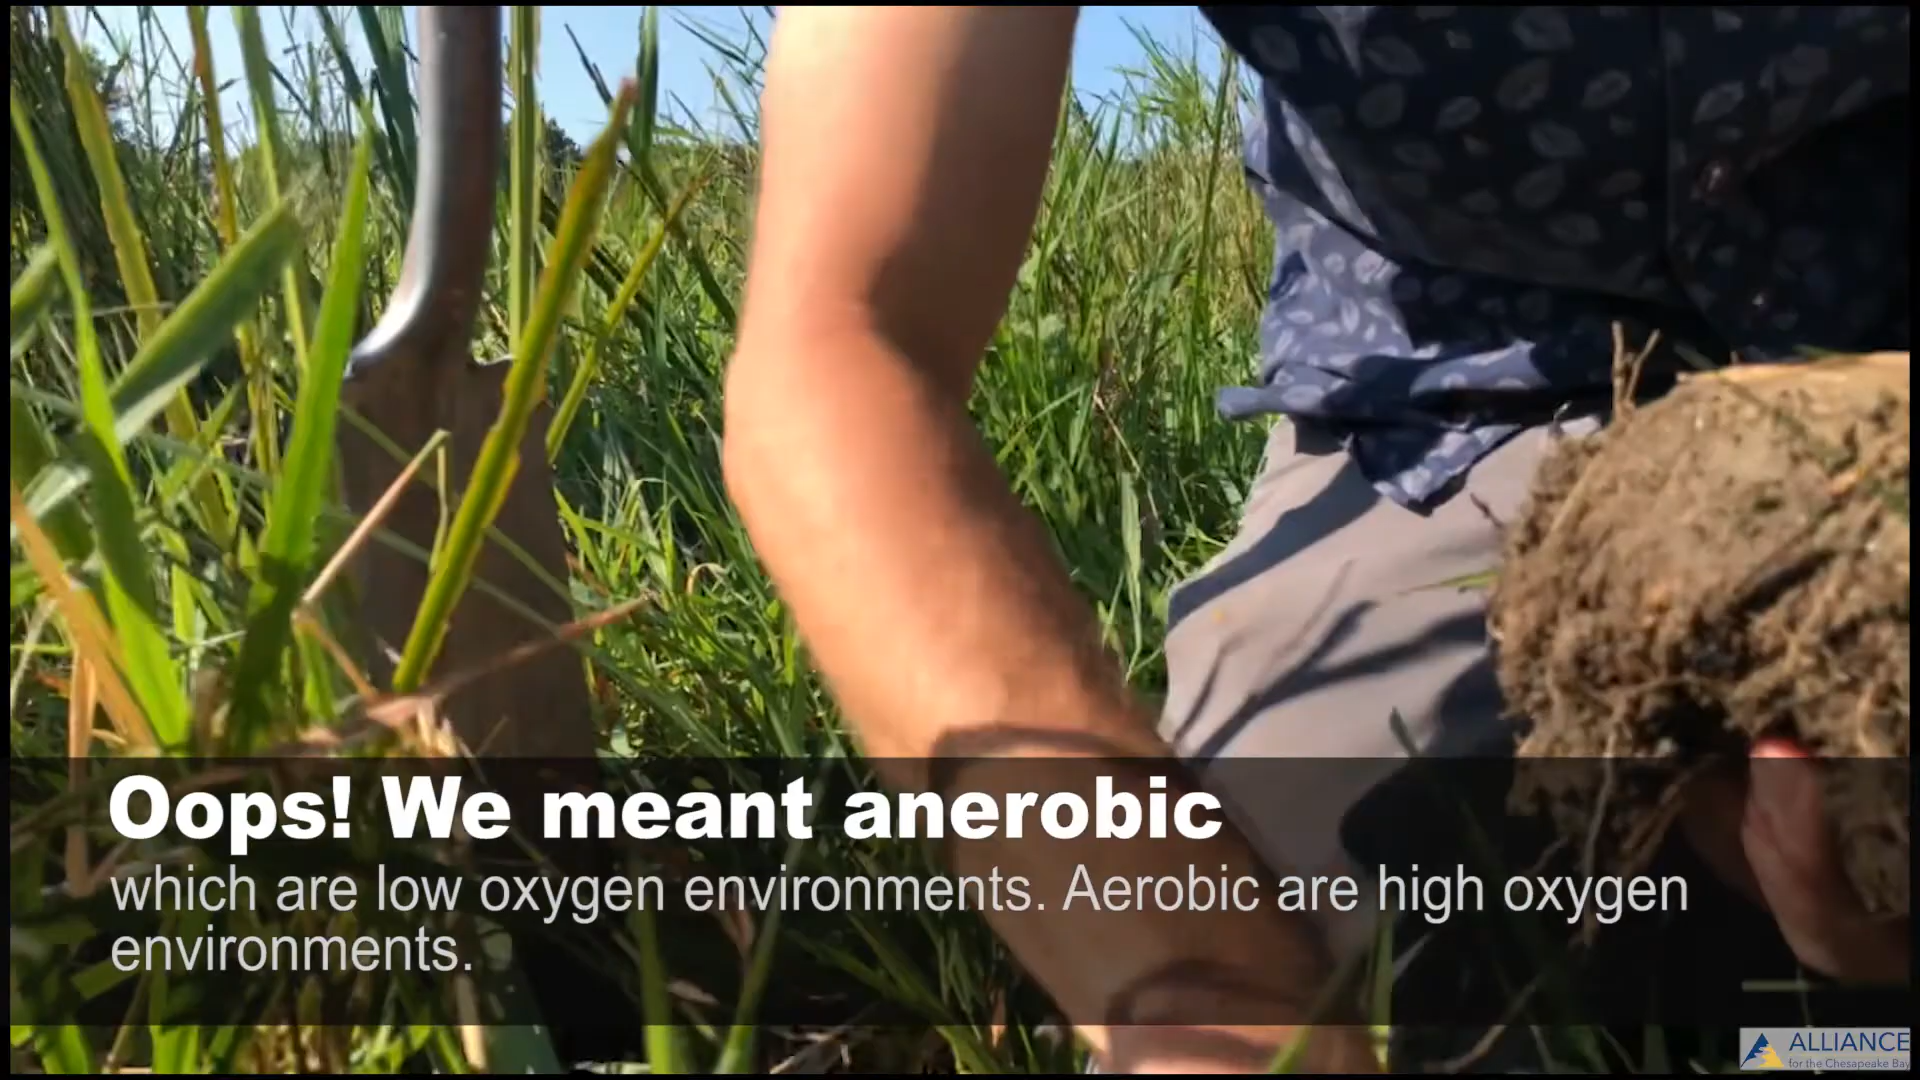 Oops! We meant anerobic
which are low oxygen environments. Aerobic are high oxygen
environments.
ALLIANCE
for the Chesapeake Bay